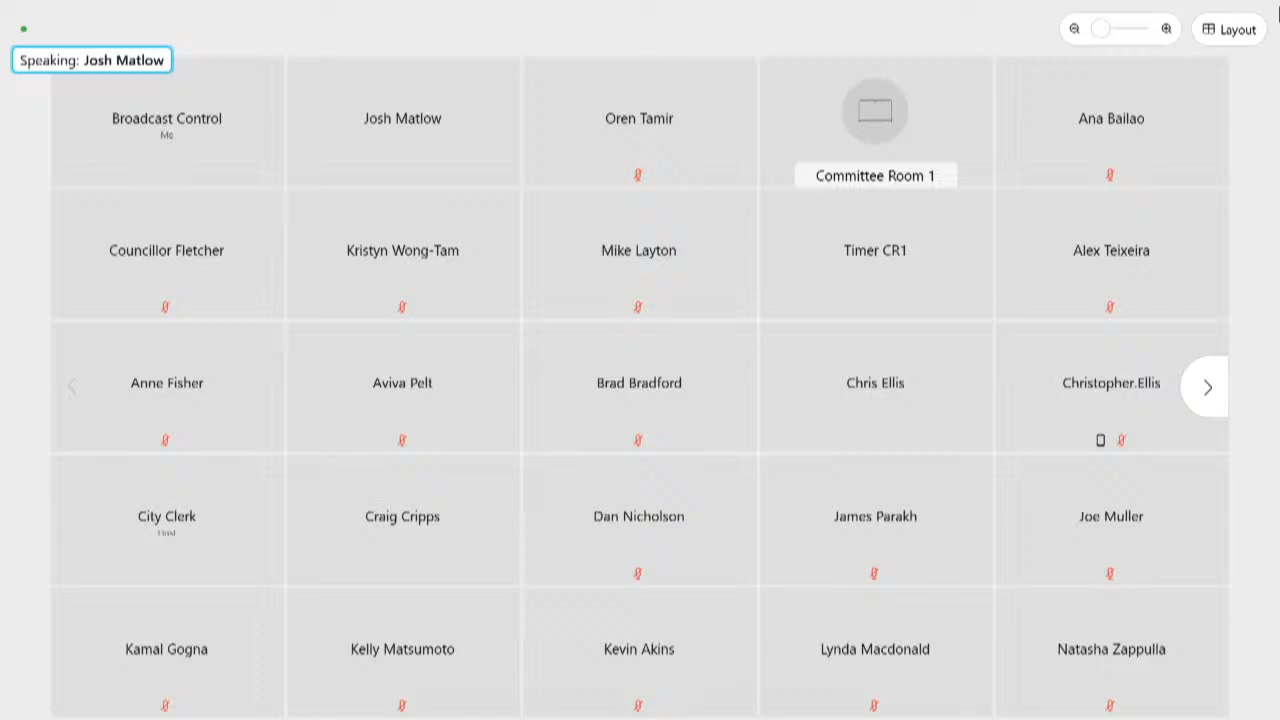 Layout
Speaking: Josh Matlow
Broadcast Control
Me
Josh Matlow
Oren Tamir
Committee Room 1
Ana Bailao
Councillor Fletcher
Kristyn Wong-Tam
Mike Layton
Timer CR1
Alex Teixeira
Anne Fisher
Aviva Pelt
Brad Bradford
Chris Ellis
Christopher.Ellis
City Clerk
Host
Craig Cripps
Dan Nicholson
James Parakh
Joe Muller
Kamal Gogna
Kelly Matsumoto
Kevin Akins
Lynda Macdonald
Natasha Zappulla